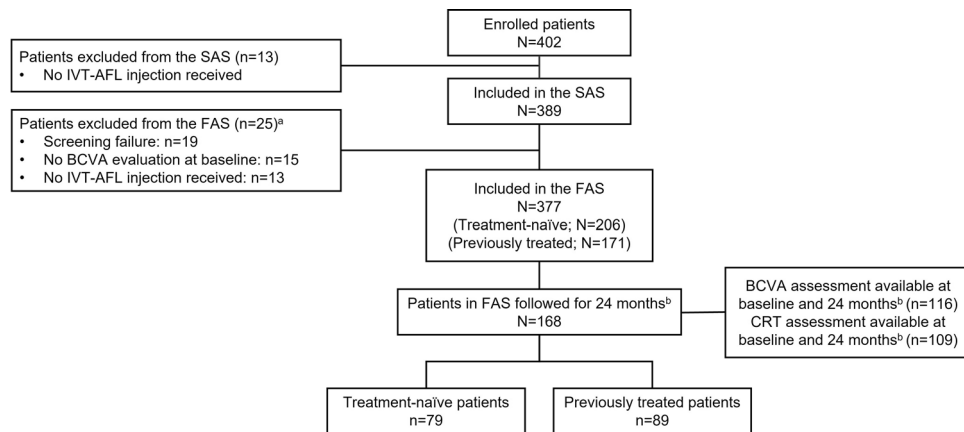 Enrolled patients
N=402
Patients excluded from the SAS (n=13)
• No IVT-AFL injection received
Included in the SAS
N=389
Patients excluded from the FAS (n=25)ᵃ
• Screening failure: n=19
• No BCVA evaluation at baseline: n=15
• No IVT-AFL injection received: n=13
Included in the FAS
N=377
(Treatment-naïve; N=206)
(Previously treated; N=171)
Patients in FAS followed for 24 monthsᵇ
N=168
BCVA assessment available at
baseline and 24 monthsᵇ (n=116)
CRT assessment available at
baseline and 24 monthsᵇ (n=109)
Treatment-naïve patients
n=79
Previously treated patients
n=89